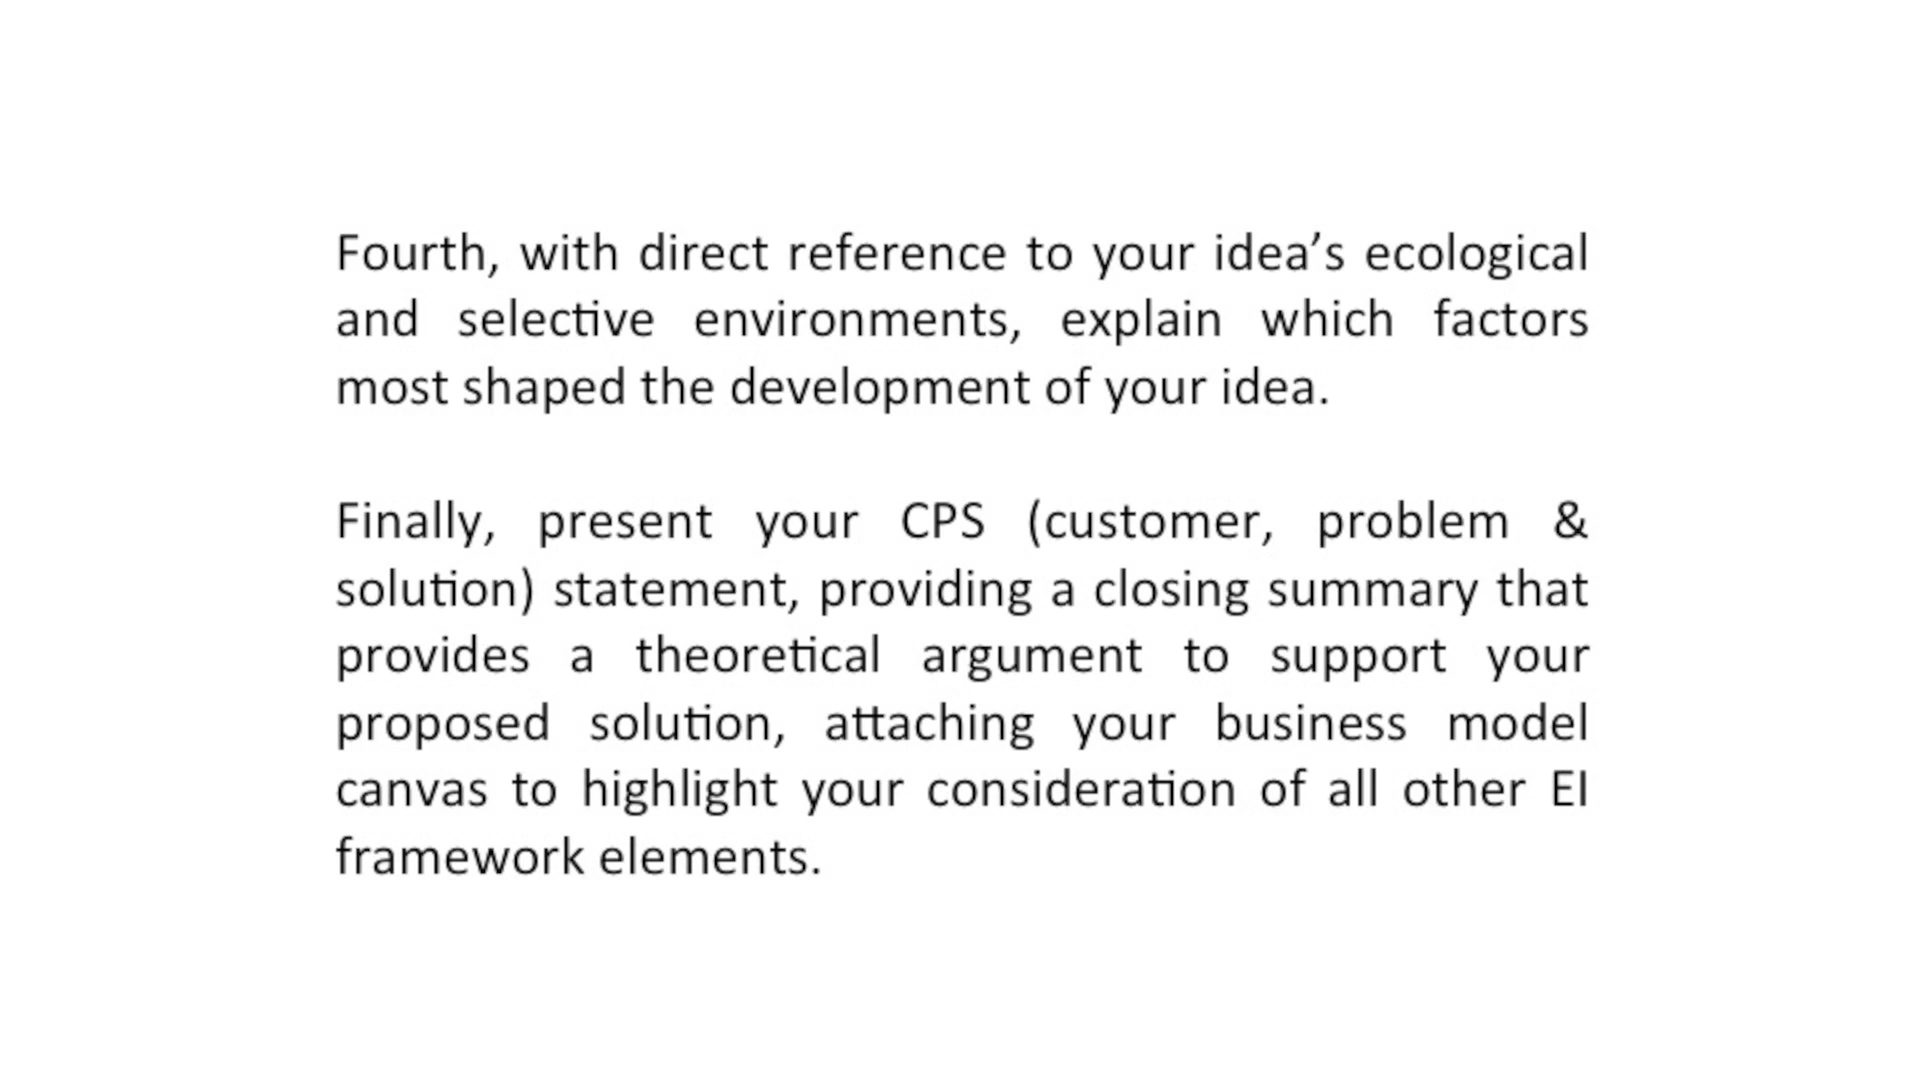 Fourth, with direct reference to your idea’s ecological
and selective environments, explain which factors
most shaped the development of your idea.
Finally, present your CPS (customer, problem &
solution) statement, providing a closing summary that
provides a theoretical argument to support your
proposed solution, attaching your business model
canvas to highlight your consideration of all other EI
framework elements.